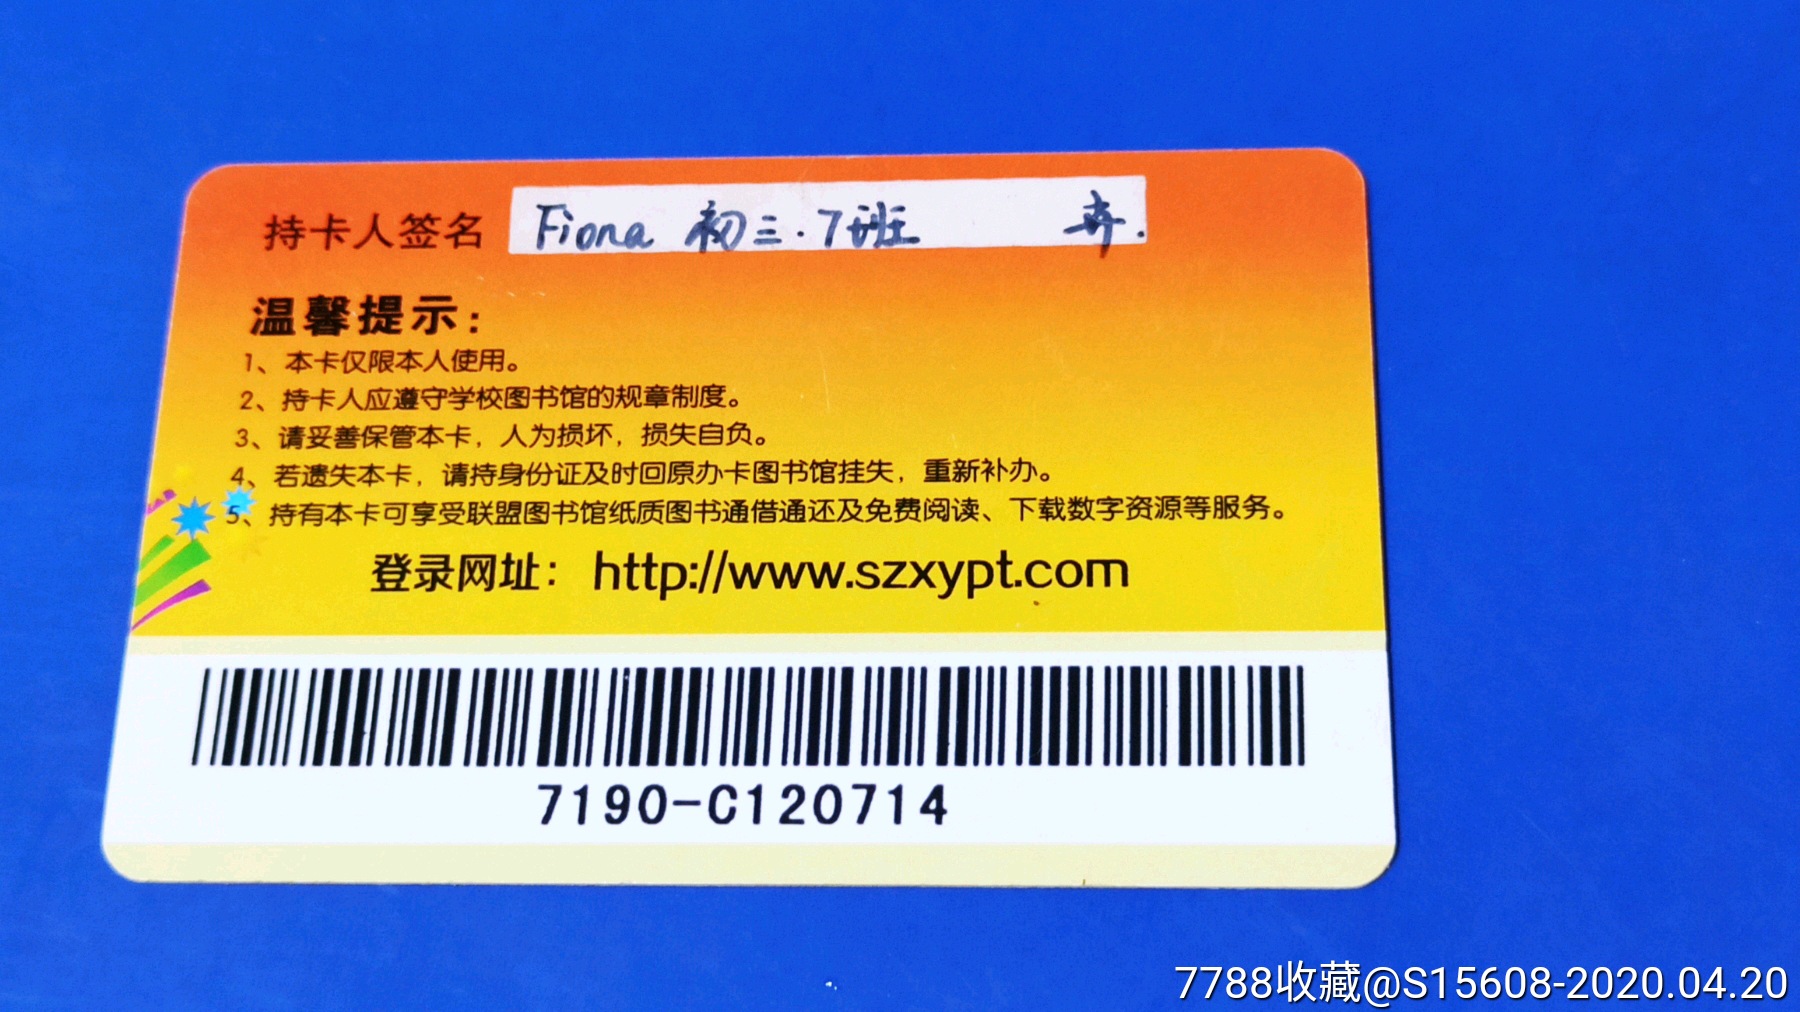 持卡人签名 Fiona 初三.7班 卉.
温馨提示：
1、本卡仅限本人使用。
2、持卡人应遵守学校图书馆的规章制度。
3、请妥善保管本卡，人为损坏，损失自负。
4、若遗失本卡，请持身份证及时回原办卡图书馆挂失，重新补办。
5、持有本卡可享受联盟图书馆纸质图书通借通还及免费阅读、下载数字资源等服务。
登录网址：http://www.szxypt.com
7190-C120714
7788收藏@S15608-2020.04.20